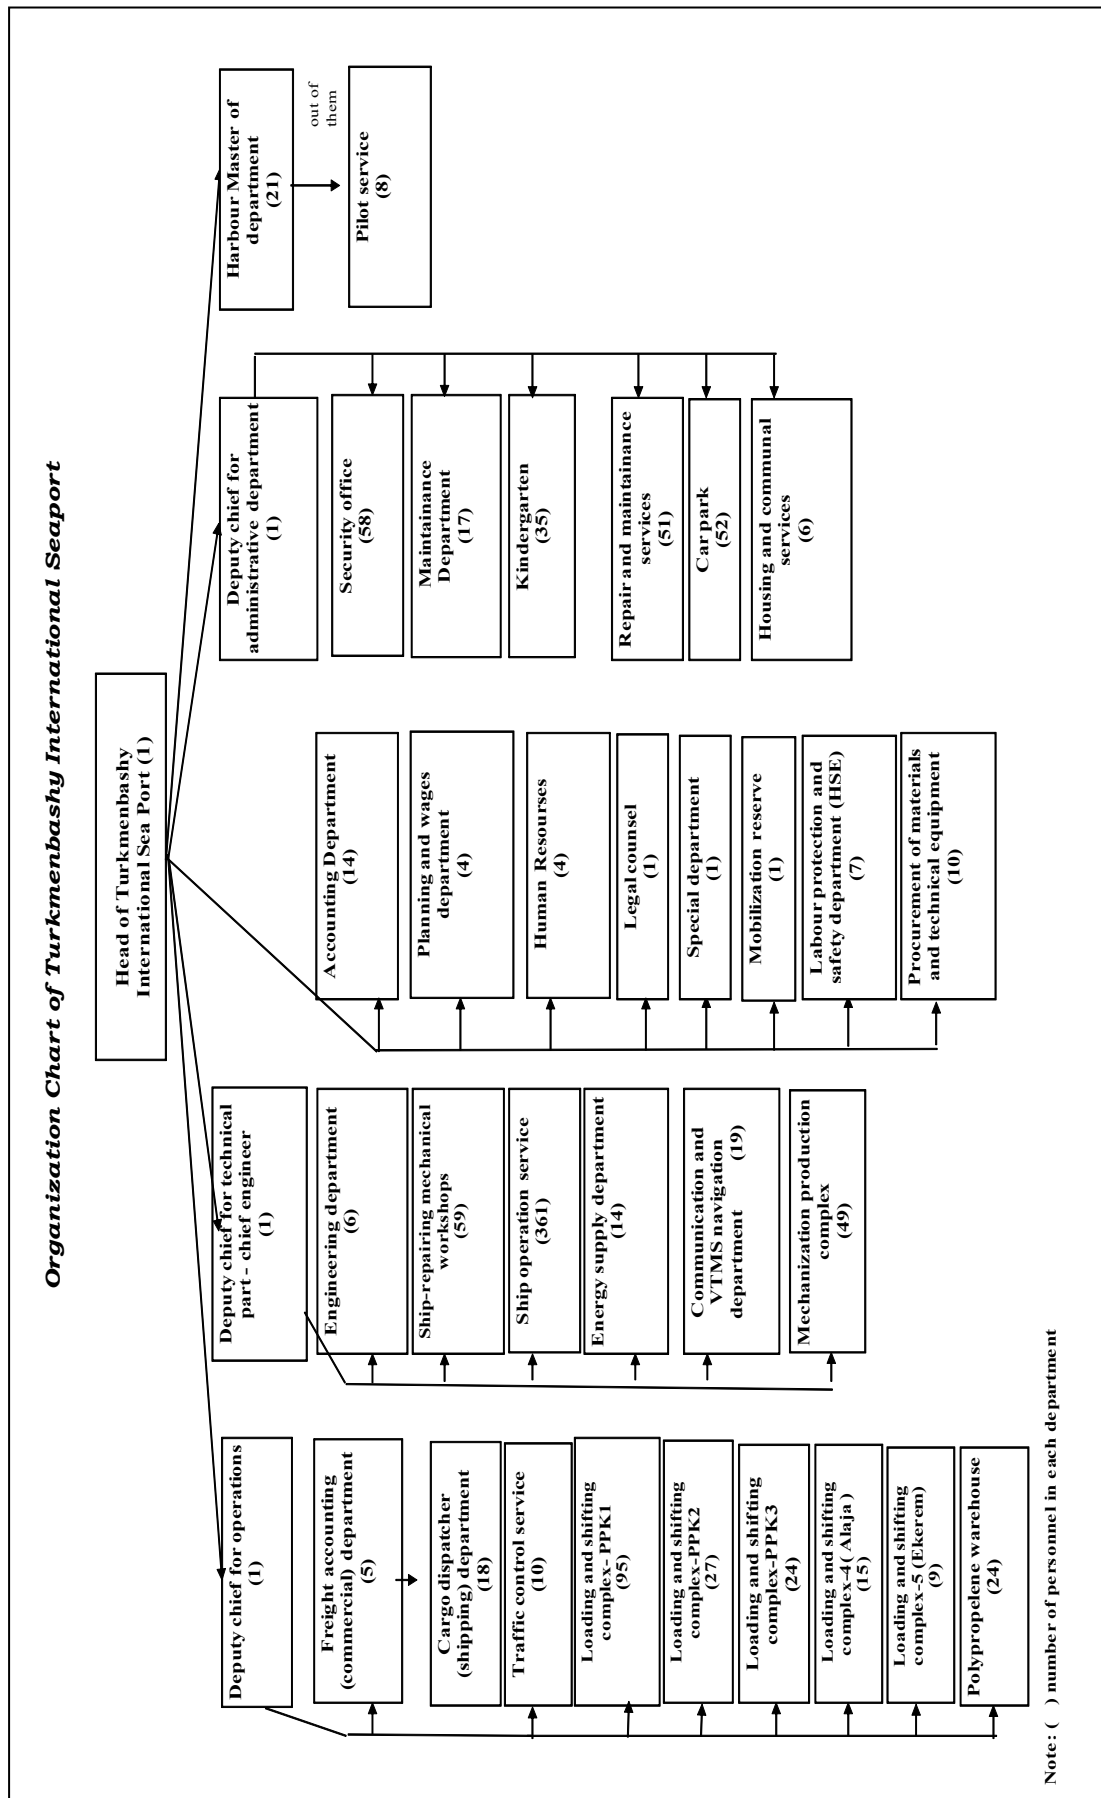 Organization Chart of Turkmenbashy International Seaport
Head of Turkmenbashy
International Sea Port (1)
Deputy chief for operations
(1)
Freight accounting
(commercial) department
(5)
Cargo dispatcher
(shipping) department
(18)
Traffic control service
(10)
Loading and shifting
complex-PPK1
(95)
Loading and shifting
complex-PPK2
(27)
Loading and shifting
complex-PPK3
(24)
Loading and shifting
complex-4( Alaja )
(15)
Loading and shifting
complex-5 (Ekerem)
(9)
Polypropelene warehouse
(24)
Deputy chief for technical
part - chief engineer
(1)
Engineering department
(6)
Ship-repairing mechanical
workshops
(59)
Ship operation service
(361)
Energy supply department
(14)
Communication and
VTMS navigation (19)
department
Mechanization production
complex
(49)
Accounting Department
(14)
Planning and wages
department
(4)
Human Resourses
(4)
Legal counsel
(1)
Special department
(1)
Mobilization reserve
(1)
Labour protection and
safety department (HSE)
(7)
Procurement of materials
and technical equipment
(10)
Deputy chief for
administrative department
(1)
Security office
(58)
Maintainance
Department
(17)
Kindergarten
(35)
Repair and maintainance
services
(51)
Car park
(52)
Housing and communal
services
(6)
Harbour Master of
department
(21)
out of
them
Pilot service
(8)
Note: ( ) number of personnel in each department